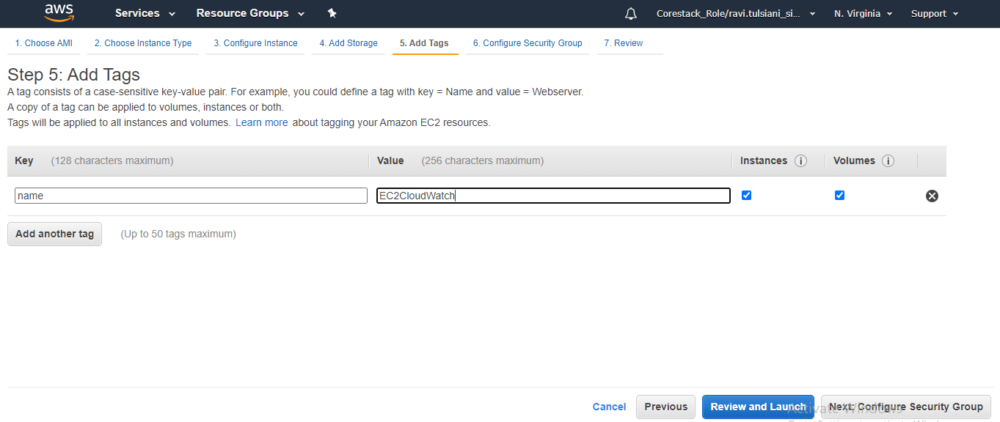 aws Services Resource Groups Corestack_Role/ravi.tulsiani_si... N. Virginia Support
1. Choose AMI 2. Choose Instance Type 3. Configure Instance 4. Add Storage 5. Add Tags 6. Configure Security Group 7. Review
Step 5: Add Tags
A tag consists of a case-sensitive key-value pair. For example, you could define a tag with key = Name and value = Webserver.
A copy of a tag can be applied to volumes, instances or both.
Tags will be applied to all instances and volumes. Learn more about tagging your Amazon EC2 resources.
Key (128 characters maximum) Value (256 characters maximum) Instances i Volumes i
name EC2CloudWatch
Add another tag (Up to 50 tags maximum)
Cancel Previous Review and Launch Next: Configure Security Group
Activate Windows